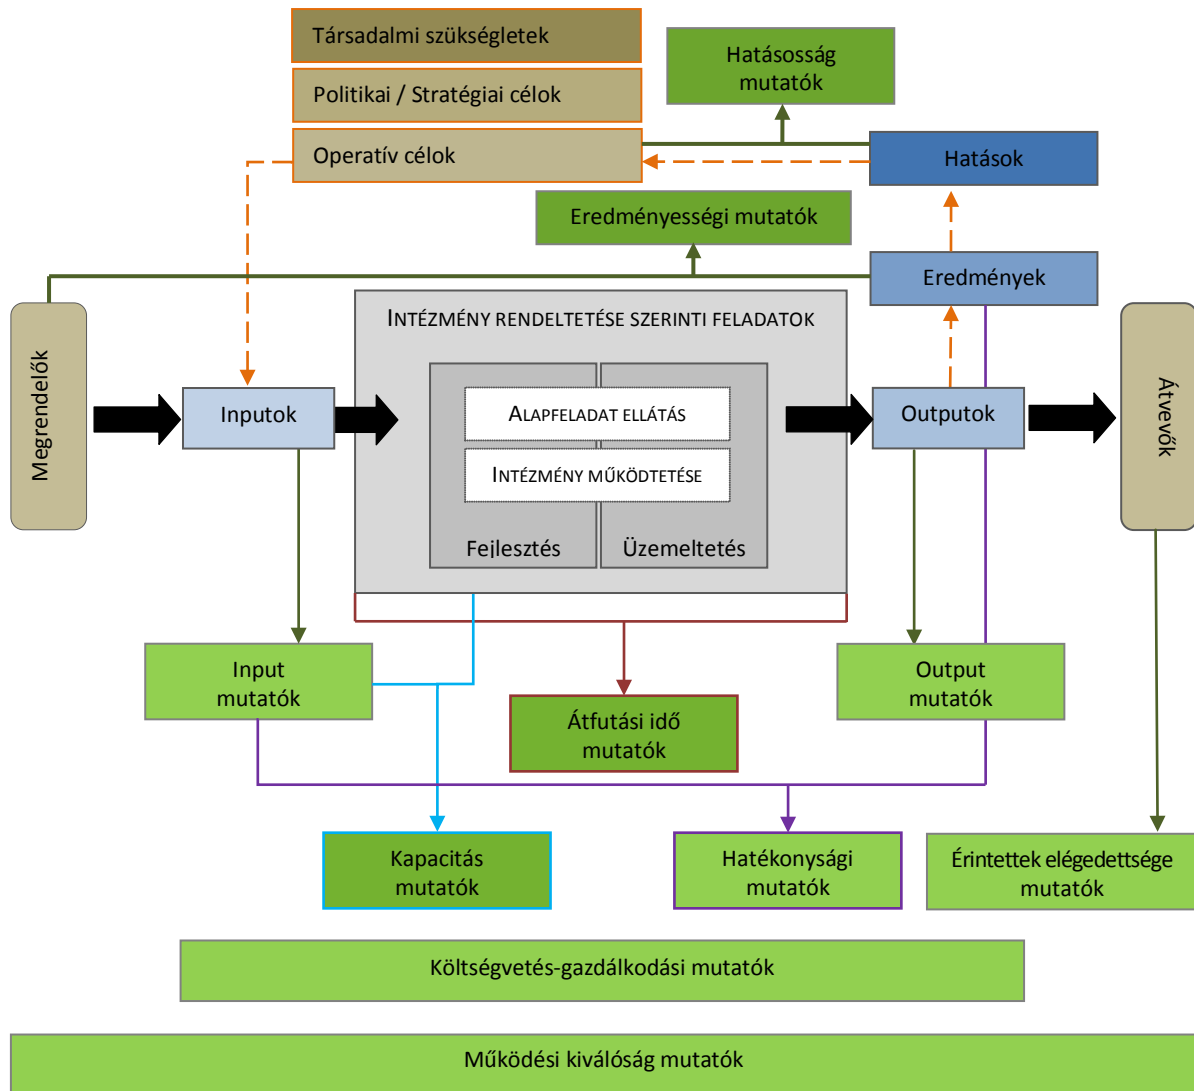 Társadalmi szükségletek
Hatásosság
mutatók
Politikai / Stratégiai célok
Operatív célok
Hatások
Eredményességi mutatók
Eredmények
INTÉZMÉNY RENDELTETÉSE SZERINTI FELADATOK
Megrendelők
Inputok
ALAPFELADAT ELLÁTÁS
Outputok
Átvevők
INTÉZMÉNY MŰKÖDTETÉSE
Fejlesztés
Üzemeltetés
Input
mutatók
Output
mutatók
Átfutási idő
mutatók
Kapacitás
mutatók
Hatékonysági
mutatók
Érintettek elégedettsége
mutatók
Költségvetés-gazdálkodási mutatók
Működési kiválóság mutatók